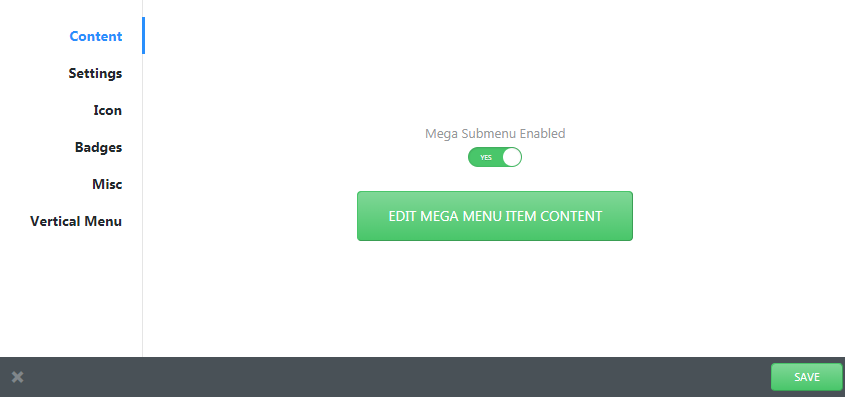 Content
Settings
Icon
Badges
Misc
Vertical Menu
Mega Submenu Enabled
YES
EDIT MEGA MENU ITEM CONTENT
SAVE